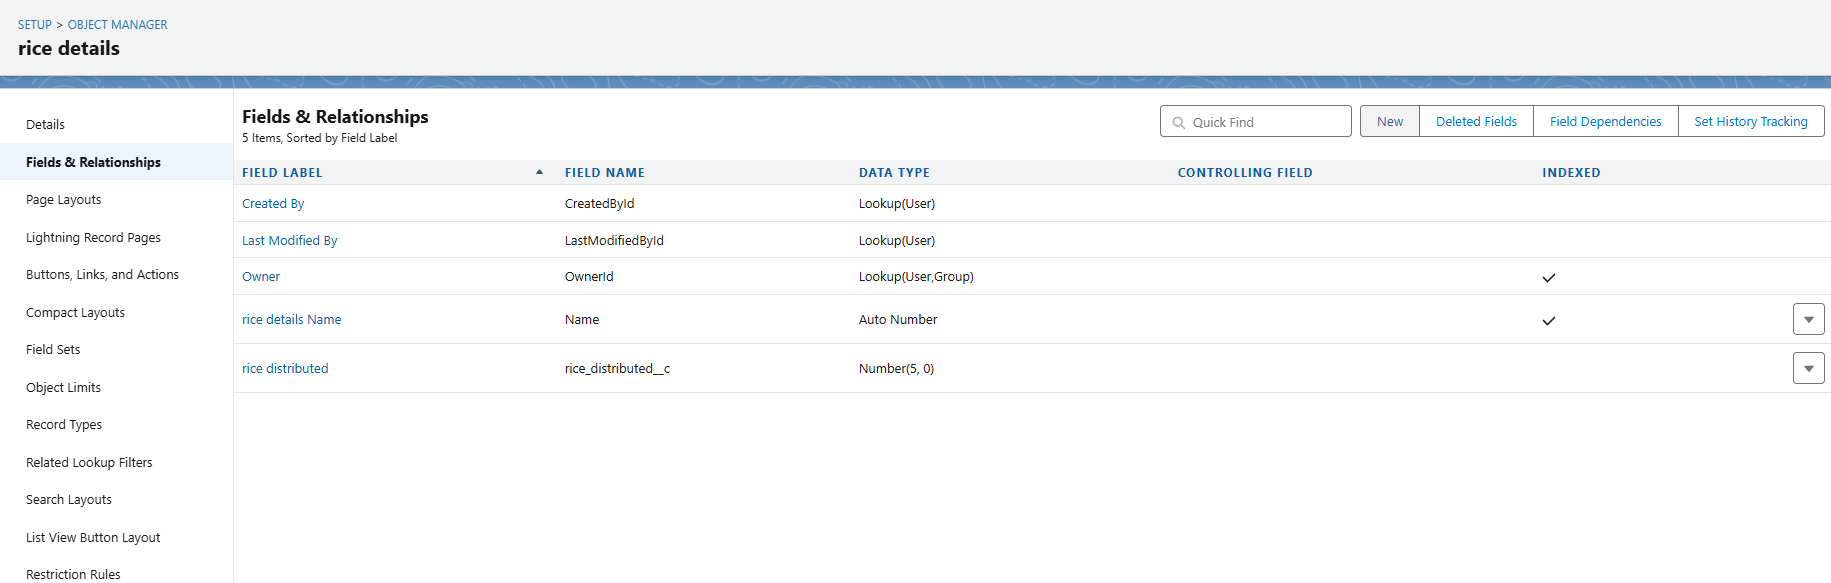 SETUP > OBJECT MANAGER
rice details
Details
Fields & Relationships
Page Layouts
Lightning Record Pages
Buttons, Links, and Actions
Compact Layouts
Field Sets
Object Limits
Record Types
Related Lookup Filters
Search Layouts
List View Button Layout
Restriction Rules
Fields & Relationships
5 Items, Sorted by Field Label
Quick Find
New
Deleted Fields
Field Dependencies
Set History Tracking
FIELD LABEL FIELD NAME DATA TYPE CONTROLLING FIELD INDEXED
Created By CreatedById Lookup(User)
Last Modified By LastModifiedById Lookup(User)
Owner OwnerId Lookup(User,Group)
rice details Name Name Auto Number
rice distributed rice_distributed__c Number(5, 0)